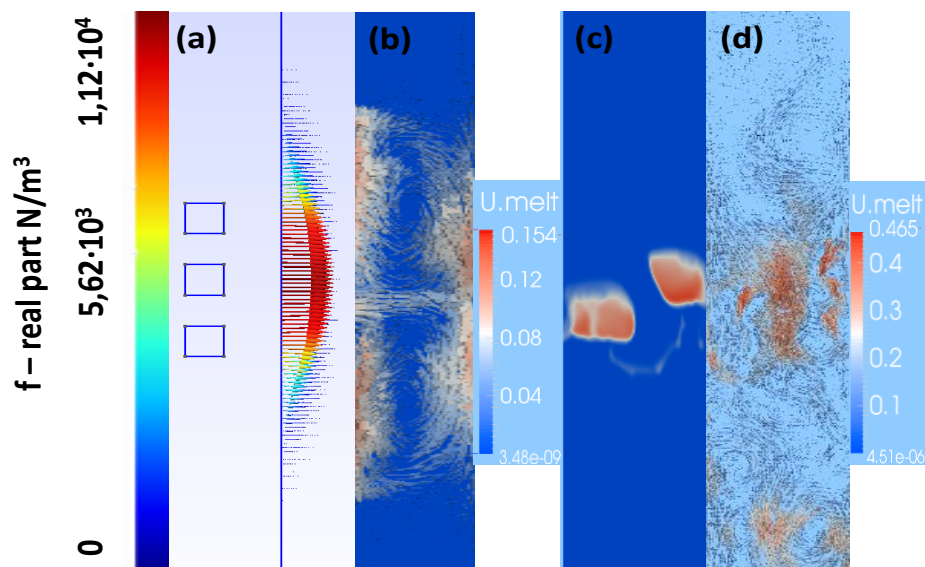 f – real part N/m³
1,12·10⁴
5,62·10³
0
(a)
(b)
U.melt
0.154
0.12
0.08
0.04
3.48e-09
(c)
(d)
U.melt
0.465
0.4
0.3
0.2
0.1
4.51e-06